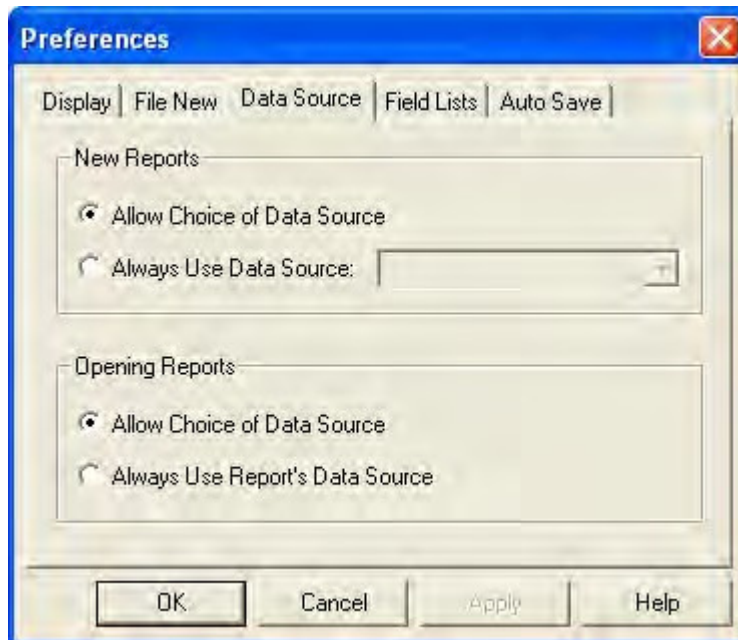 Preferences
Display File New Data Source Field Lists Auto Save
New Reports
Allow Choice of Data Source
Always Use Data Source:
Opening Reports
Allow Choice of Data Source
Always Use Report's Data Source
OK Cancel Apply Help